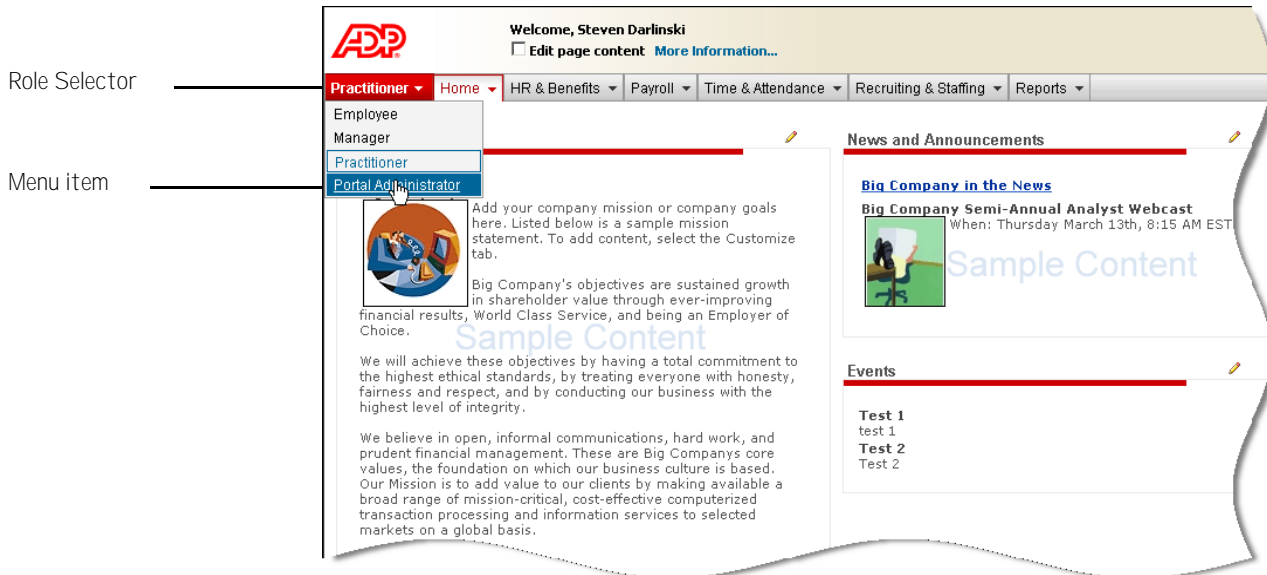 ADP
Welcome, Steven Darlinski
Edit page content More Information...
Role Selector
Practitioner Home HR & Benefits Payroll Time & Attendance Recruiting & Staffing Reports
Employee
Manager
Practitioner
Menu item
Portal Administrator
Add your company mission or company goals
here. Listed below is a sample mission
statement. To add content, select the Customize
tab.
Big Company's objectives are sustained growth
in shareholder value through ever-improving
financial results, World Class Service, and being an Employer of
Choice.
Sample Content
We will achieve these objectives by having a total commitment to
the highest ethical standards, by treating everyone with honesty,
fairness and respect, and by conducting our business with the
highest level of integrity.
We believe in open, informal communications, hard work, and
prudent financial management. These are Big Companys core
values, the foundation on which our business culture is based.
Our Mission is to add value to our clients by making available a
broad range of mission-critical, cost-effective computerized
transaction processing and information services to selected
markets on a global basis.
News and Announcements
Big Company in the News
Big Company Semi-Annual Analyst Webcast
When: Thursday March 13th, 8:15 AM EST
Sample Content
Events
Test 1
test 1
Test 2
Test 2